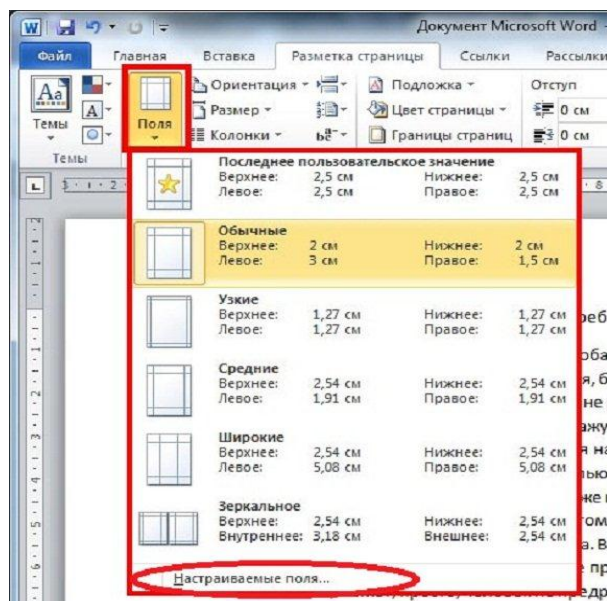 Документ Microsoft Word -
Файл Главная Вставка Разметка страницы Ссылки Рассылки
Aa Темы
A
Поля
Ориентация Подложка Отступ
Размер Цвет страницы 0 см
Колонки Границы страниц 0 см
Темы
3 1 2 8
Последнее пользовательское значение
Верхнее: 2,5 см Нижнее: 2,5 см
Левое: 2,5 см Правое: 2,5 см
Обычные
Верхнее: 2 см Нижнее: 2 см
Левое: 3 см Правое: 1,5 см
Узкие
Верхнее: 1,27 см Нижнее: 1,27 см
Левое: 1,27 см Правое: 1,27 см
Средние
Верхнее: 2,54 см Нижнее: 2,54 см
Левое: 1,91 см Правое: 1,91 см
Широкие
Верхнее: 2,54 см Нижнее: 2,54 см
Левое: 5,08 см Правое: 5,08 см
Зеркальное
Верхнее: 2,54 см Нижнее: 2,54 см
Внутреннее: 3,18 см Внешнее: 2,54 см
Настраиваемые поля...